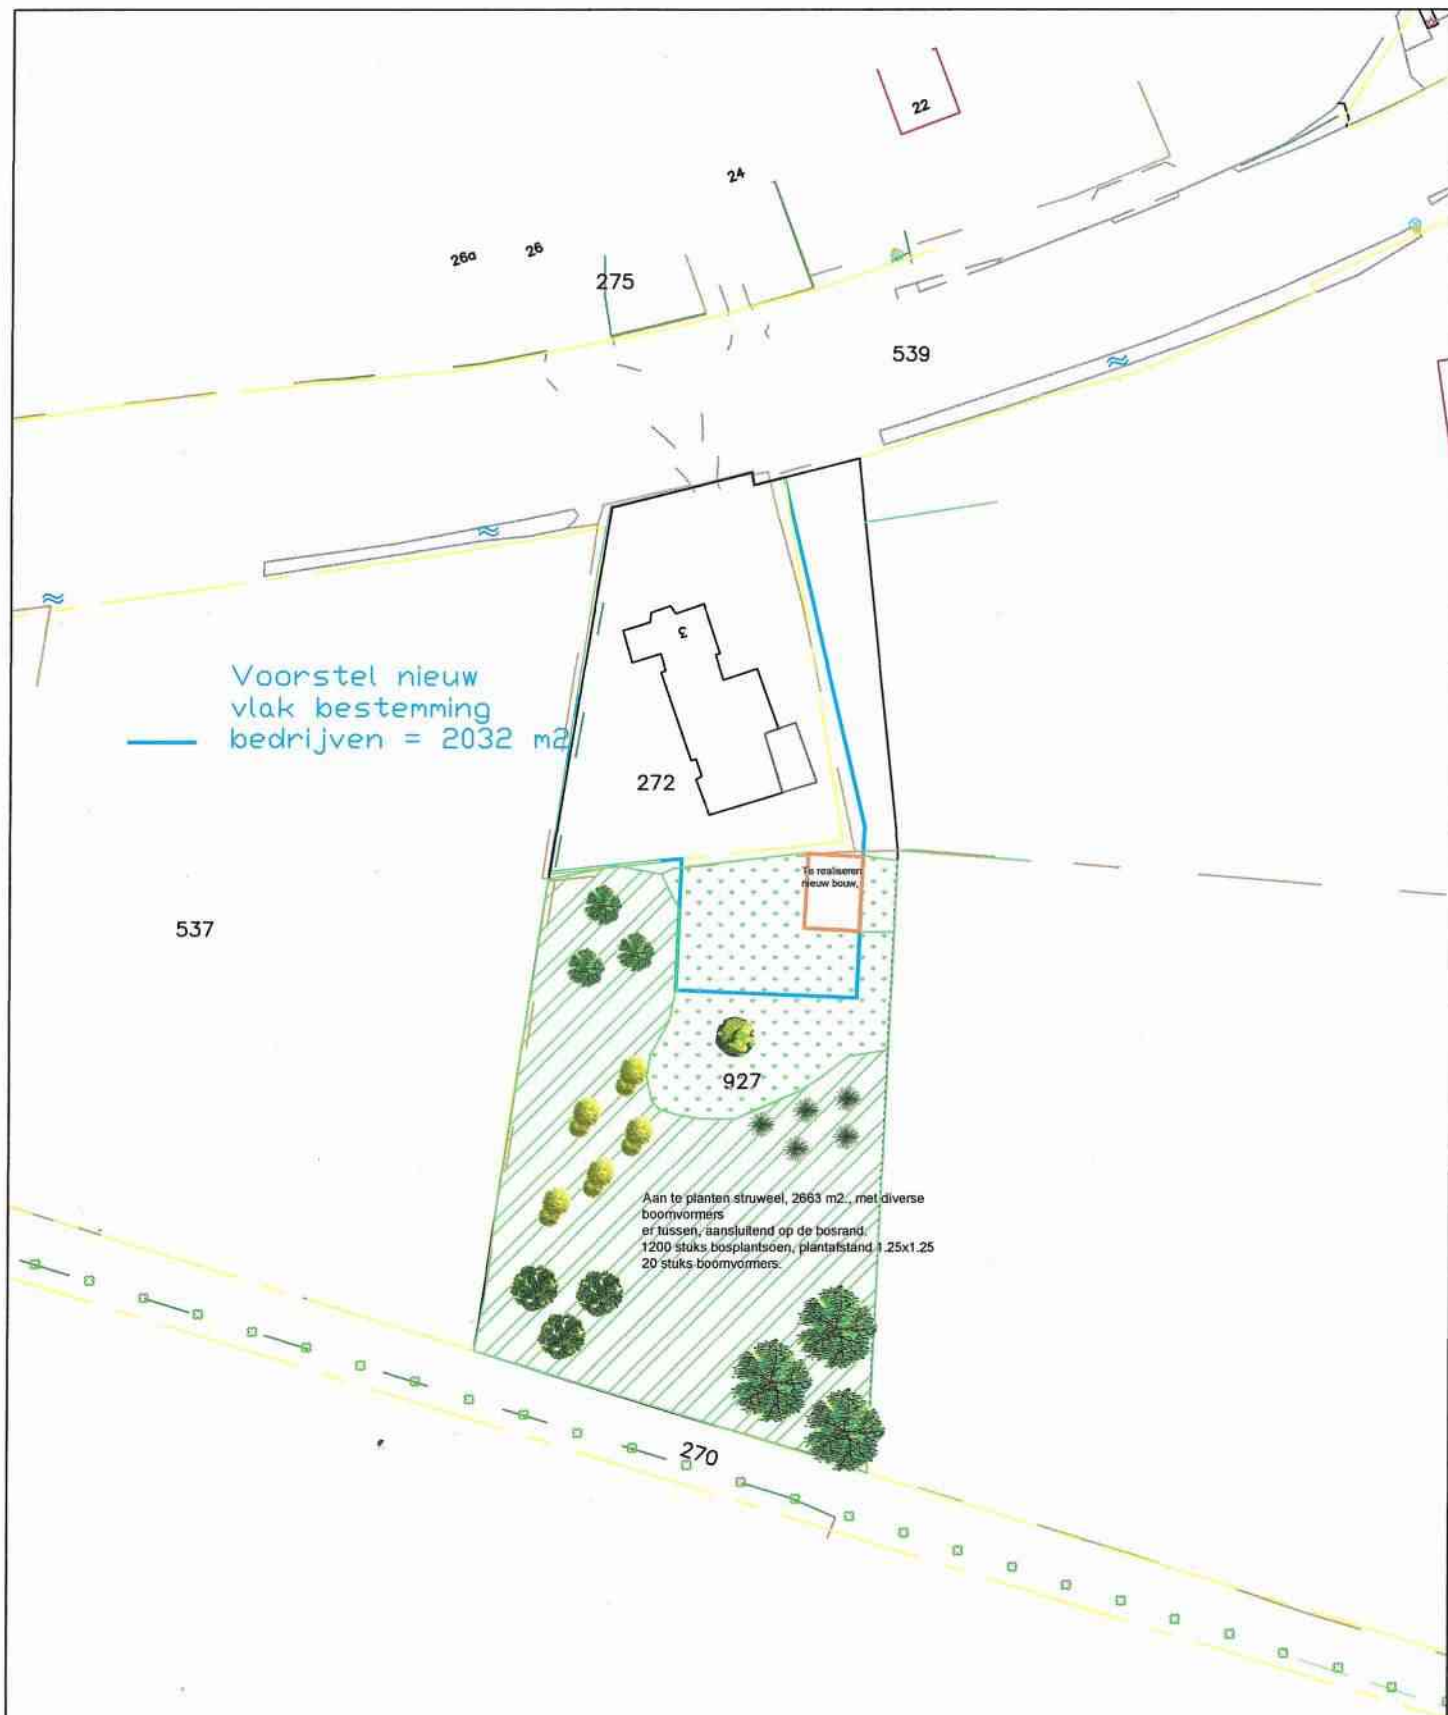 22
24
26a
26
275
539
3
Voorstel nieuw
vlak bestemming
bedrijven = 2032 m2
272
Te realiseren
nieuw bouw,
537
927
Aan te planten struweel, 2663 m2., met diverse
boomvormers
er tussen, aansluitend op de bosrand.
1200 stuks bosplantsoen, plantafstand 1.25x1.25
20 stuks boomvormers.
270